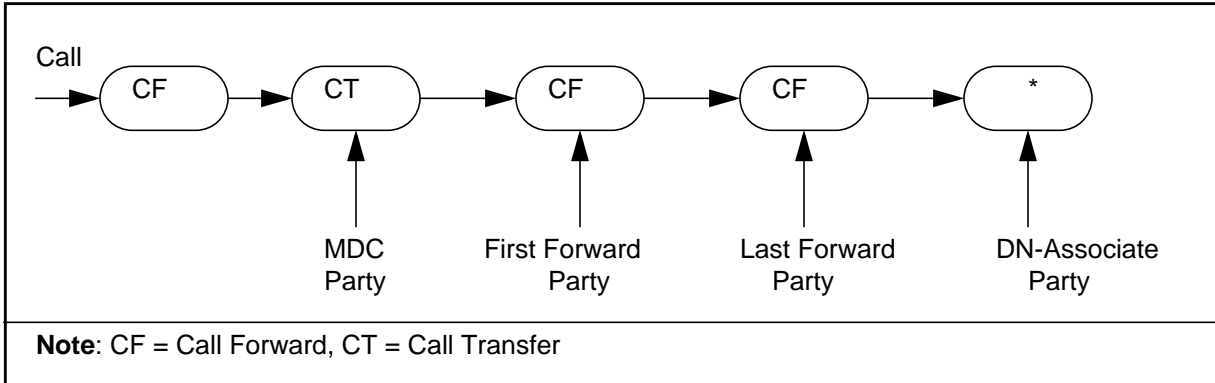 Call
CF
CT
CF
CF
*
MDC
Party
First Forward
Party
Last Forward
Party
DN-Associate
Party
Note: CF = Call Forward, CT = Call Transfer